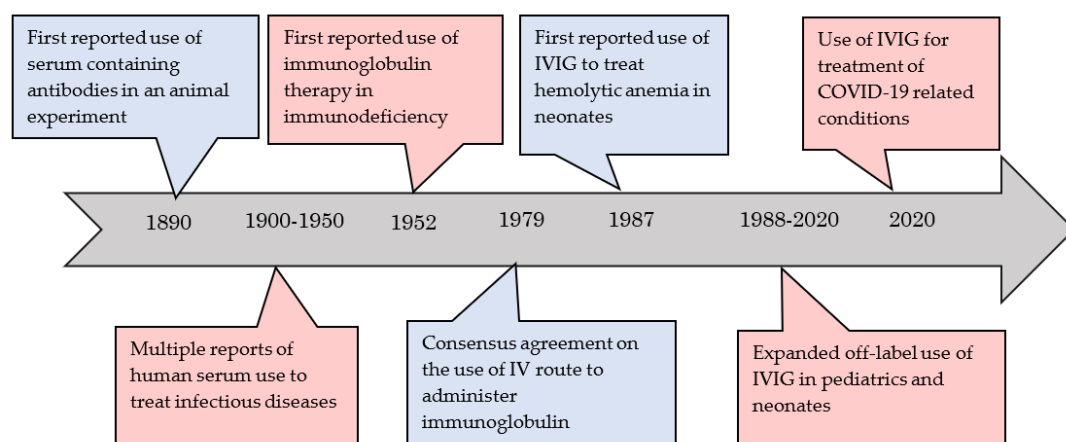 First reported use of
serum containing
antibodies in an animal
experiment
First reported use of
immunoglobulin
therapy in
immunodeficiency
First reported use of
IVIG to treat
hemolytic anemia in
neonates
Use of IVIG for
treatment of
COVID-19 related
conditions
1890
1900-1950
1952
1979
1987
1988-2020
2020
Multiple reports of
human serum use to
treat infectious diseases
Consensus agreement on
the use of IV route to
administer
immunoglobulin
Expanded off-label use of
IVIG in pediatrics and
neonates